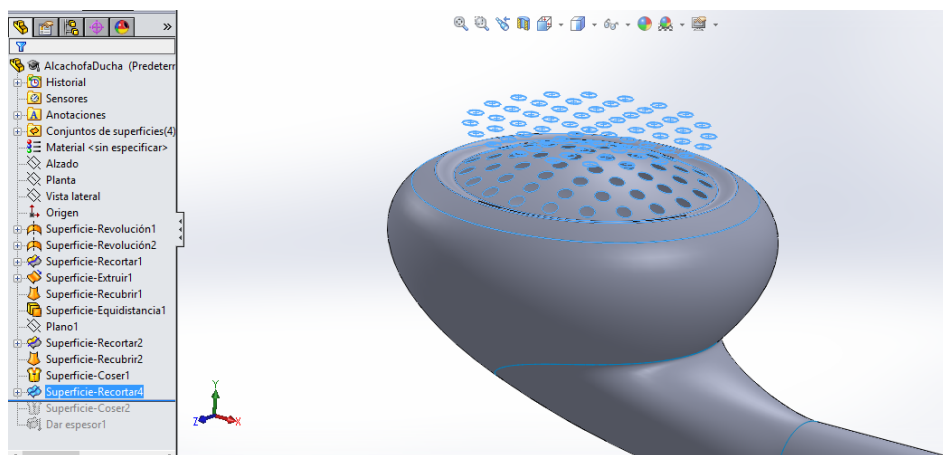 »
AlcachofaDucha (Predeterr
Historial
Sensores
A Anotaciones
Conjuntos de superficies(4)
Material <sin especificar>
Alzado
Planta
Vista lateral
Origen
Superficie-Revolución1
Superficie-Revolución2
Superficie-Recortar1
Superficie-Extruir1
Superficie-Recubrir1
Superficie-Equidistancia1
Plano1
Superficie-Recortar2
Superficie-Recubrir2
Superficie-Coser1
Superficie-Recortar4
Superficie-Coser2
Dar espesor1
Y
Z X